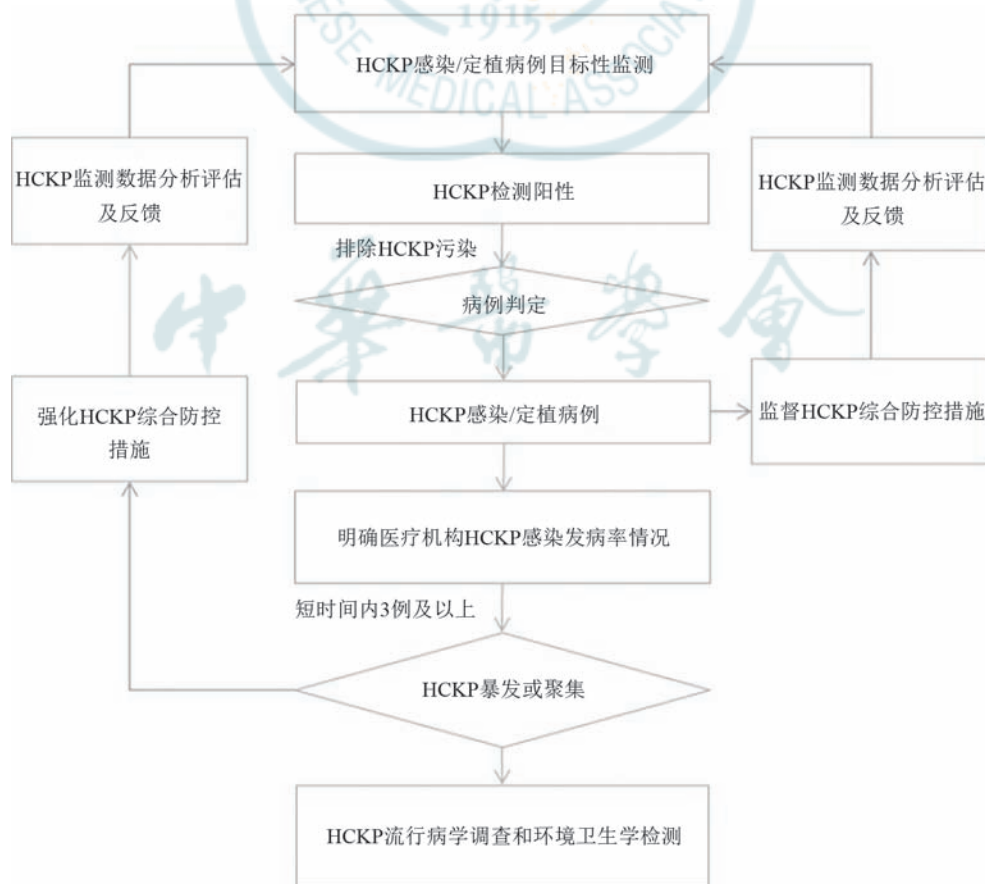 1915
ESE MEDICAL ASSOCIA
HCKP感染/定植病例目标性监测
HCKP监测数据分析评估
及反馈
HCKP检测阳性
HCKP监测数据分析评估
及反馈
排除HCKP污染
病例判定
中华医学会
强化HCKP综合防控
措施
HCKP感染/定植病例
监督HCKP综合防控措施
明确医疗机构HCKP感染发病率情况
短时间内3例及以上
HCKP暴发或聚集
HCKP流行病学调查和环境卫生学检测